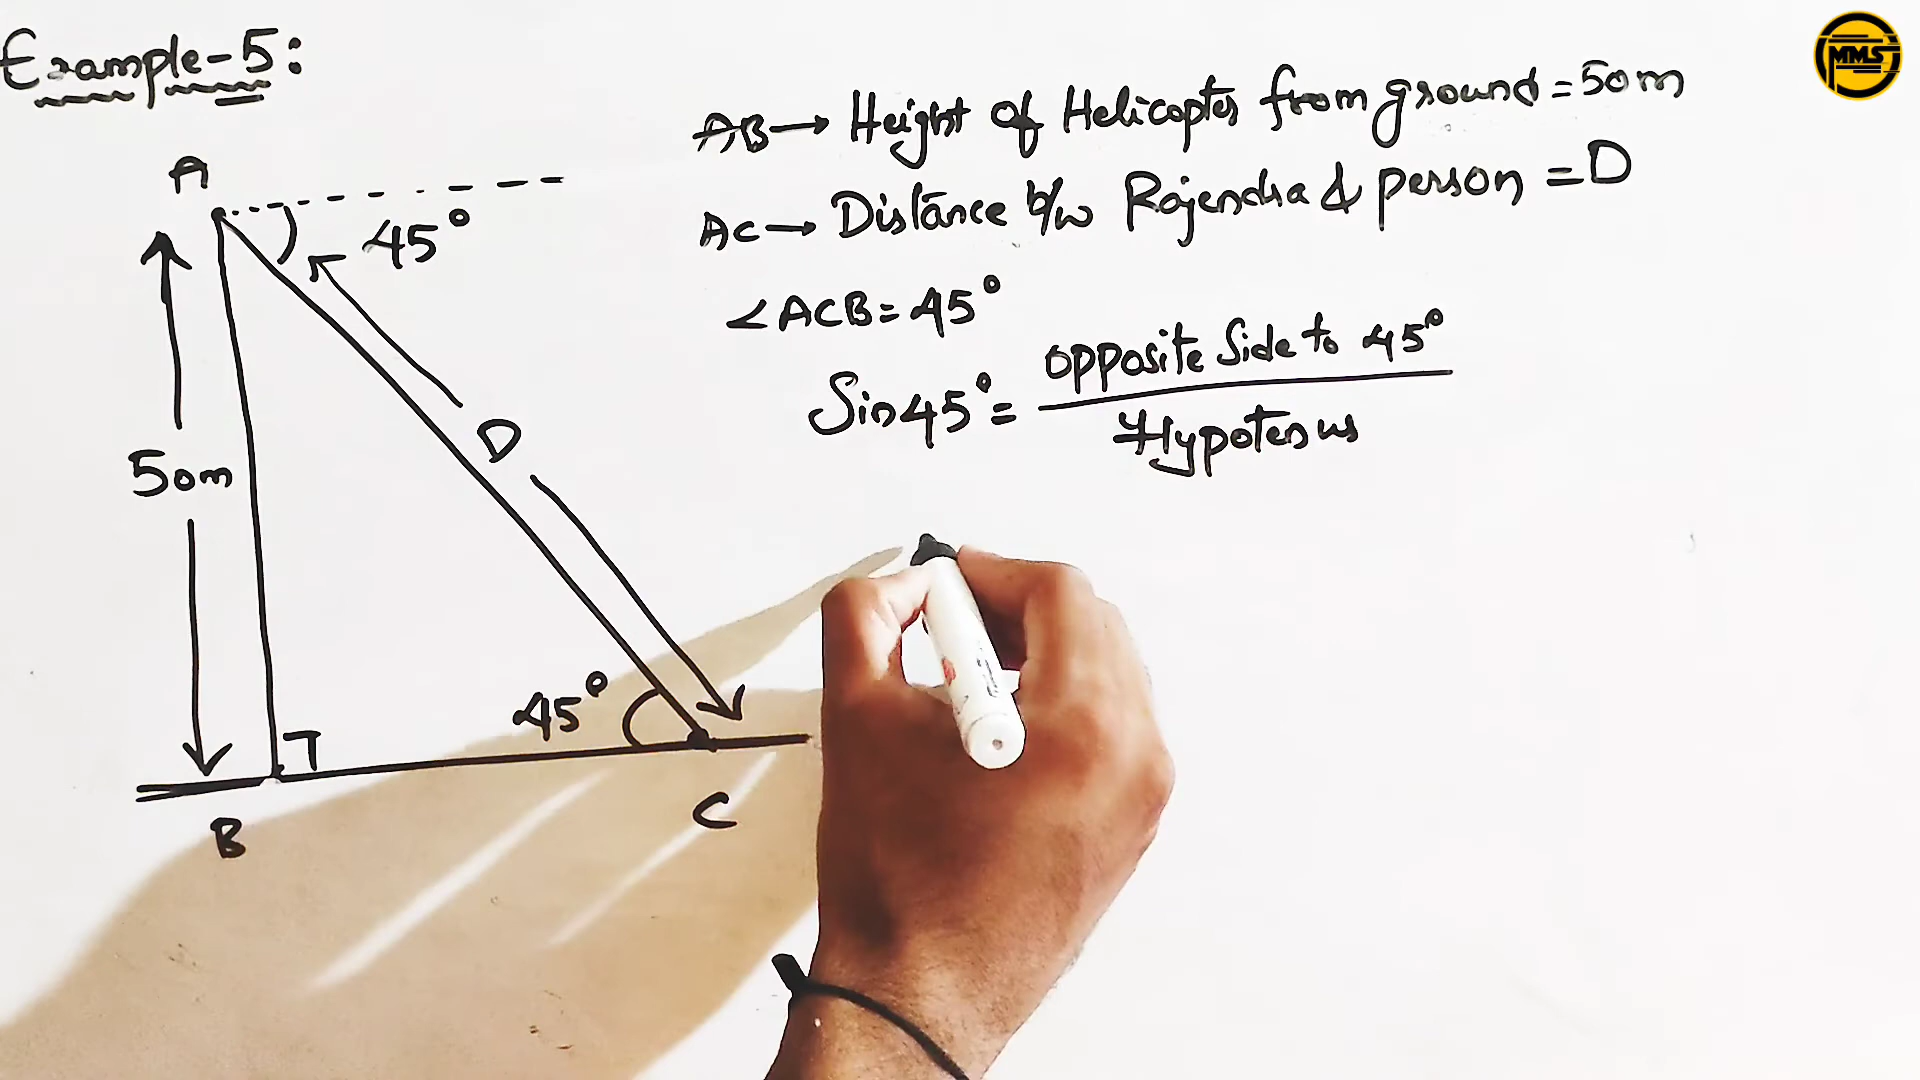 Example-5:
MMS
AB→ Height of Helicopter from ground = 50m
AC→ Distance b/w Rajendra & person = D
∠ACB = 45°
Sin45° = Opposite Side to 45° / Hypotenus
A
45°
D
50m
45°
B
C